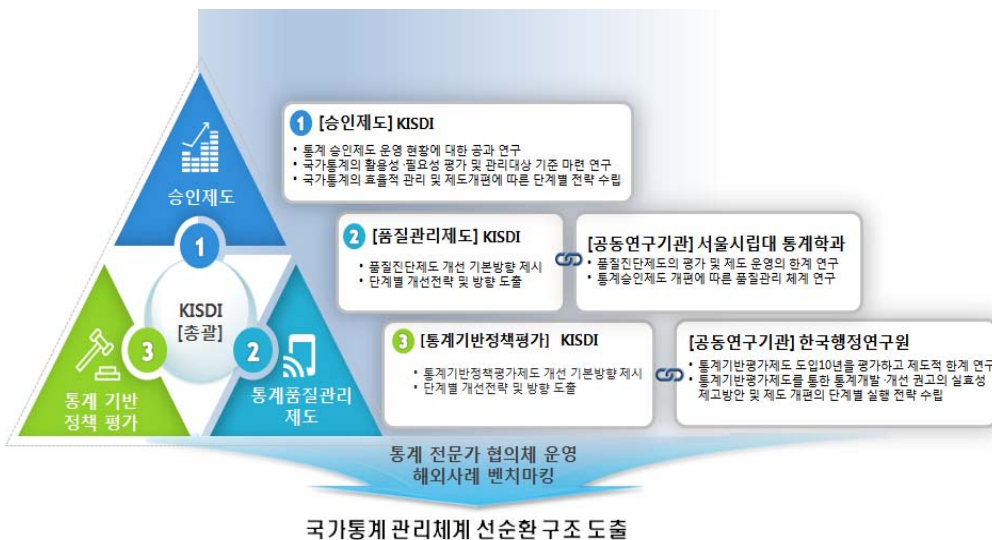 승인제도
1
KISDI
[총괄]
3
2
통계 기반
정책 평가
통계품질관리
제도
1 [승인제도] KISDI
• 통계 승인제도 운영 현황에 대한 공과 연구
• 국가통계의 활용성·필요성 평가 및 관리대상 기준 마련 연구
• 국가통계의 효율적 관리 및 제도개편에 따른 단계별 전략 수립
2 [품질관리제도] KISDI
• 품질진단제도 개선 기본방향 제시
• 단계별 개선전략 및 방향 도출
[공동연구기관] 서울시립대 통계학과
• 품질진단제도의 평가 및 제도 운영의 한계 연구
• 통계승인제도 개편에 따른 품질관리 체계 연구
3 [통계기반정책평가] KISDI
• 통계기반정책평가제도 개선 기본방향 제시
• 단계별 개선전략 및 방향 도출
[공동연구기관] 한국행정연구원
• 통계기반평가제도 도입10년을 평가하고 제도적 한계 연구
• 통계기반평가제도를 통한 통계개발·개선 권고의 실효성
제고방안 및 제도 개편의 단계별 실행 전략 수립
통계 전문가 협의체 운영
해외사례 벤치마킹
국가통계 관리체계 선순환 구조 도출